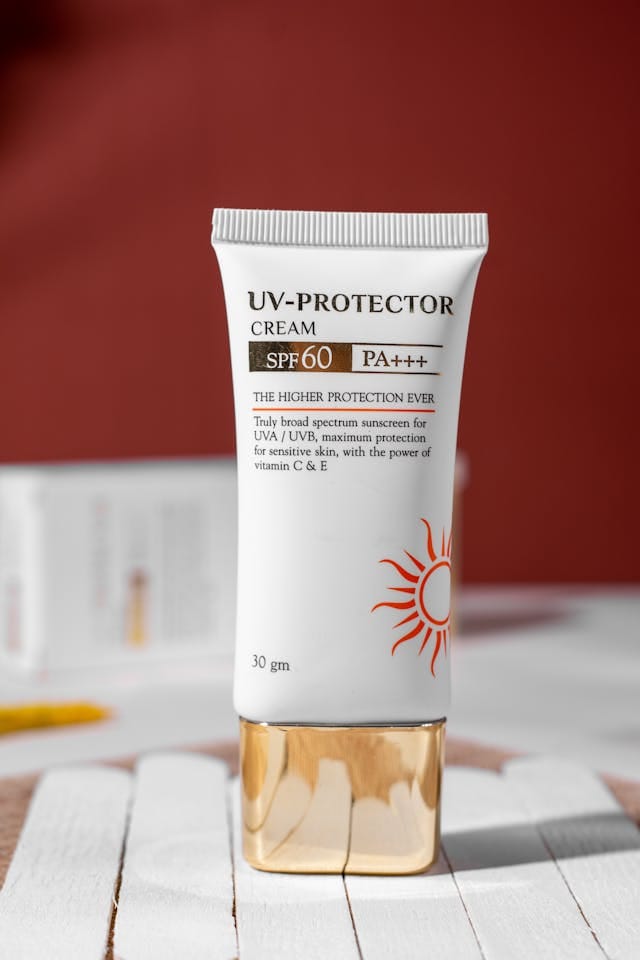 UV-PROTECTOR
CREAM
SPF60 PA+++
THE HIGHER PROTECTION EVER
Truly broad spectrum sunscreen for
UVA / UVB, maximum protection
for sensitive skin, with the power of
vitamin C & E
30 gm